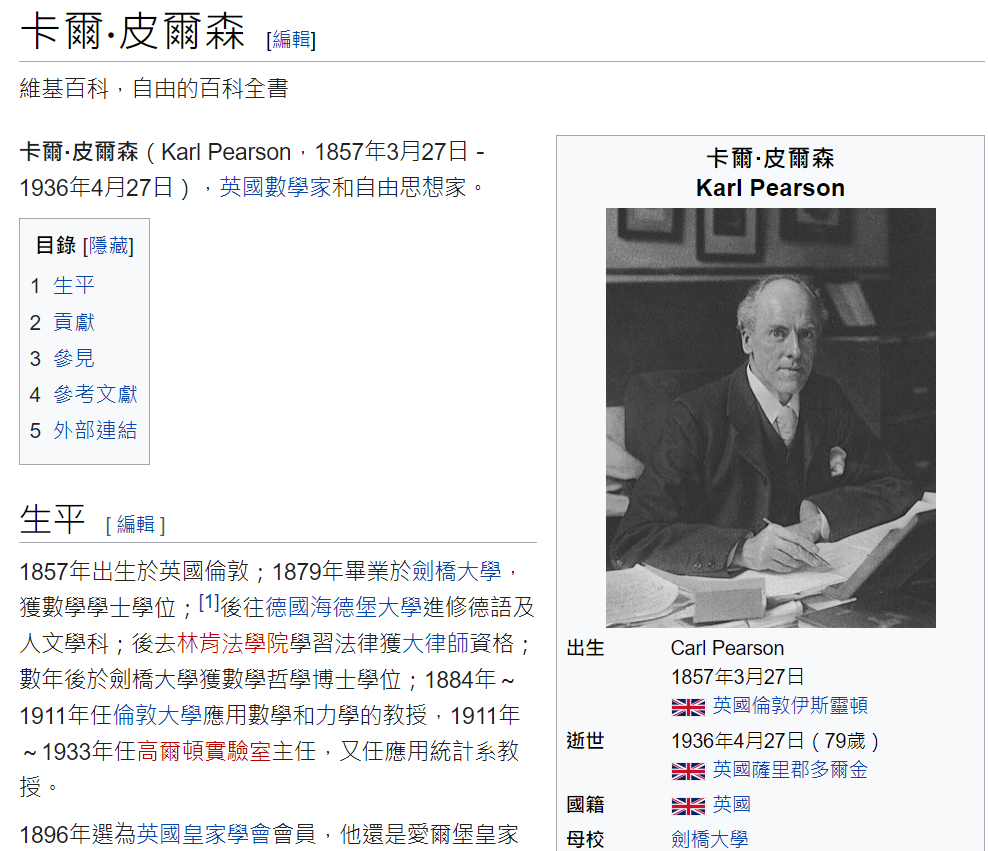 卡爾·皮爾森 [編輯]
維基百科，自由的百科全書
卡爾·皮爾森（Karl Pearson，1857年3月27日－
1936年4月27日），英國數學家和自由思想家。
目錄 [隱藏]
1 生平
2 貢獻
3 參見
4 參考文獻
5 外部連結
生平 [ 編輯 ]
1857年出生於英國倫敦；1879年畢業於劍橋大學，
獲數學學士學位；[1]後往德國海德堡大學進修德語及
人文學科；後去林肯法學院學習法律獲大律師資格；
數年後於劍橋大學獲數學哲學博士學位；1884年～
1911年任倫敦大學應用數學和力學的教授，1911年
～1933年任高爾頓實驗室主任，又任應用統計系教
授。
1896年選為英國皇家學會會員，他還是愛爾堡皇家
卡爾·皮爾森
Karl Pearson
出生 Carl Pearson
1857年3月27日
英國倫敦伊斯靈頓
逝世 1936年4月27日（79歲）
英國薩里郡多爾金
國籍 英國
母校 劍橋大學